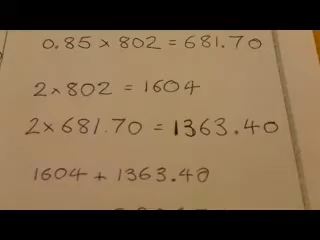 0.85 × 802 = 681.70
2 × 802 = 1604
2 × 681.70 = 1363.40
1604 + 1363.40